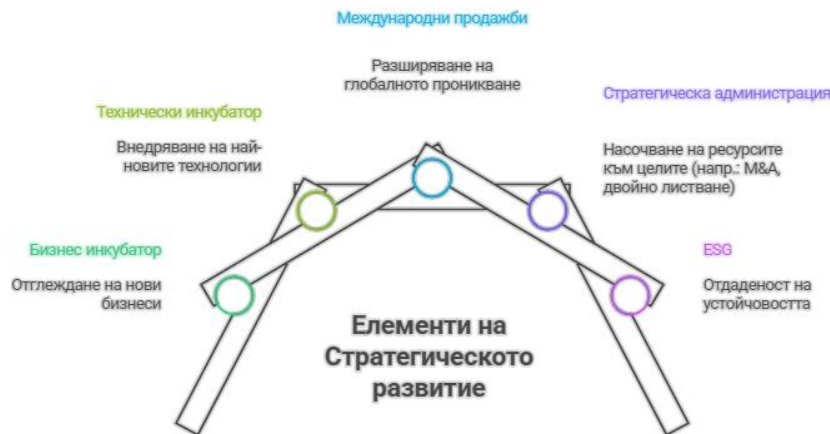 Международни продажби
Разширяване на
глобалното проникване
Технически инкубатор
Внедряване на най-
новите технологии
Стратегическа администрация
Насочване на ресурсите
към целите (напр.: M&A,
двойно листване)
Бизнес инкубатор
Отглеждане на нови
бизнеси
ESG
Отдаденост на
устойчовостта
Елементи на
Стратегическото
развитие